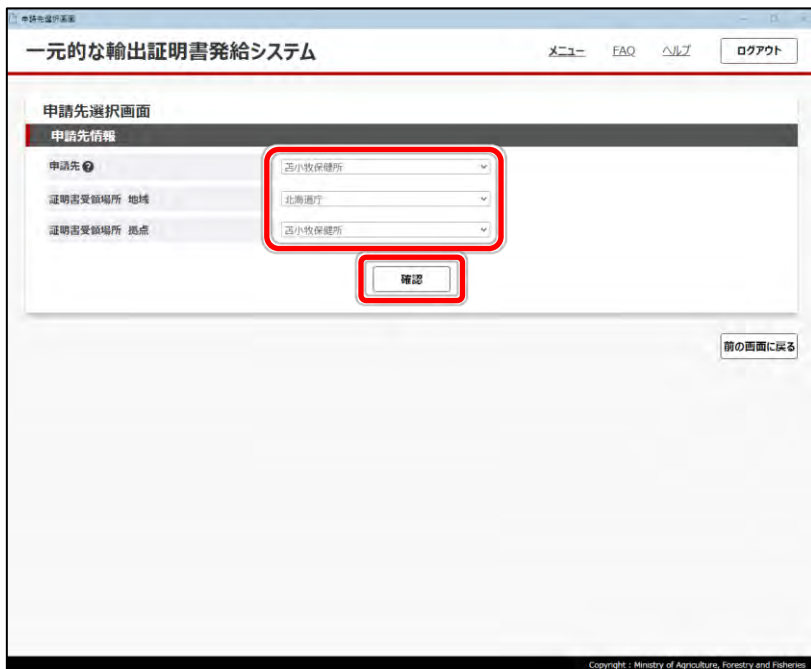 申請先選択画面
一元的な輸出証明書発給システム
メニュー FAQ ヘルプ ログアウト
申請先選択画面
申請先情報
申請先 ? 苫小牧保健所
証明書受領場所 地域 北海道庁
証明書受領場所 拠点 苫小牧保健所
確認
前の画面に戻る
Copyright : Ministry of Agriculture, Forestry and Fisheries